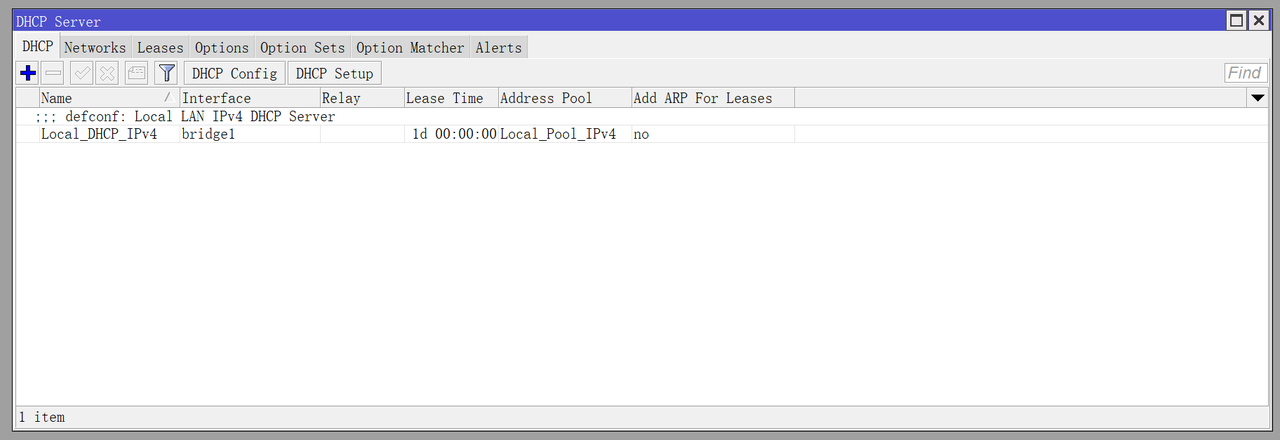 DHCP Server
DHCP Networks Leases Options Option Sets Option Matcher Alerts
DHCP Config DHCP Setup Find
Name / Interface Relay Lease Time Address Pool Add ARP For Leases
;;; defconf: Local LAN IPv4 DHCP Server
Local_DHCP_IPv4 bridge1 1d 00:00:00 Local_Pool_IPv4 no
1 item